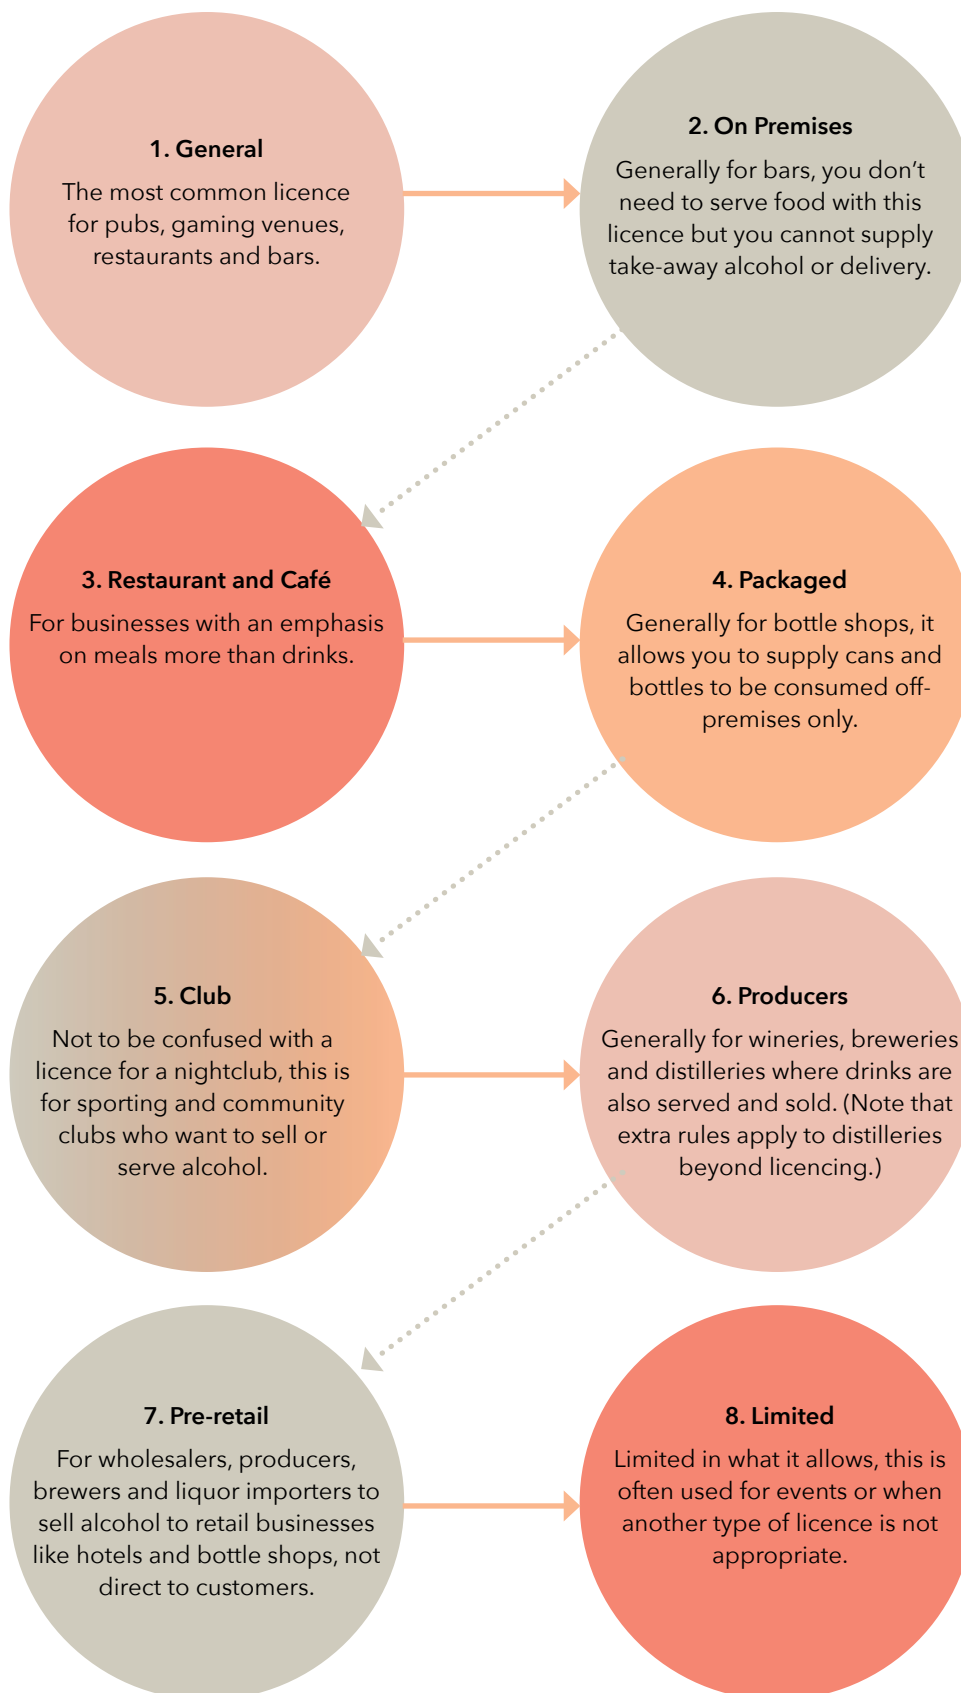 1. General
The most common licence
for pubs, gaming venues,
restaurants and bars.
2. On Premises
Generally for bars, you don’t
need to serve food with this
licence but you cannot supply
take-away alcohol or delivery.
3. Restaurant and Café
For businesses with an emphasis
on meals more than drinks.
4. Packaged
Generally for bottle shops, it
allows you to supply cans and
bottles to be consumed off-
premises only.
5. Club
Not to be confused with a
licence for a nightclub, this is
for sporting and community
clubs who want to sell or
serve alcohol.
6. Producers
Generally for wineries, breweries
and distilleries where drinks are
also served and sold. (Note that
extra rules apply to distilleries
beyond licencing.)
7. Pre-retail
For wholesalers, producers,
brewers and liquor importers to
sell alcohol to retail businesses
like hotels and bottle shops, not
direct to customers.
8. Limited
Limited in what it allows, this is
often used for events or when
another type of licence is not
appropriate.